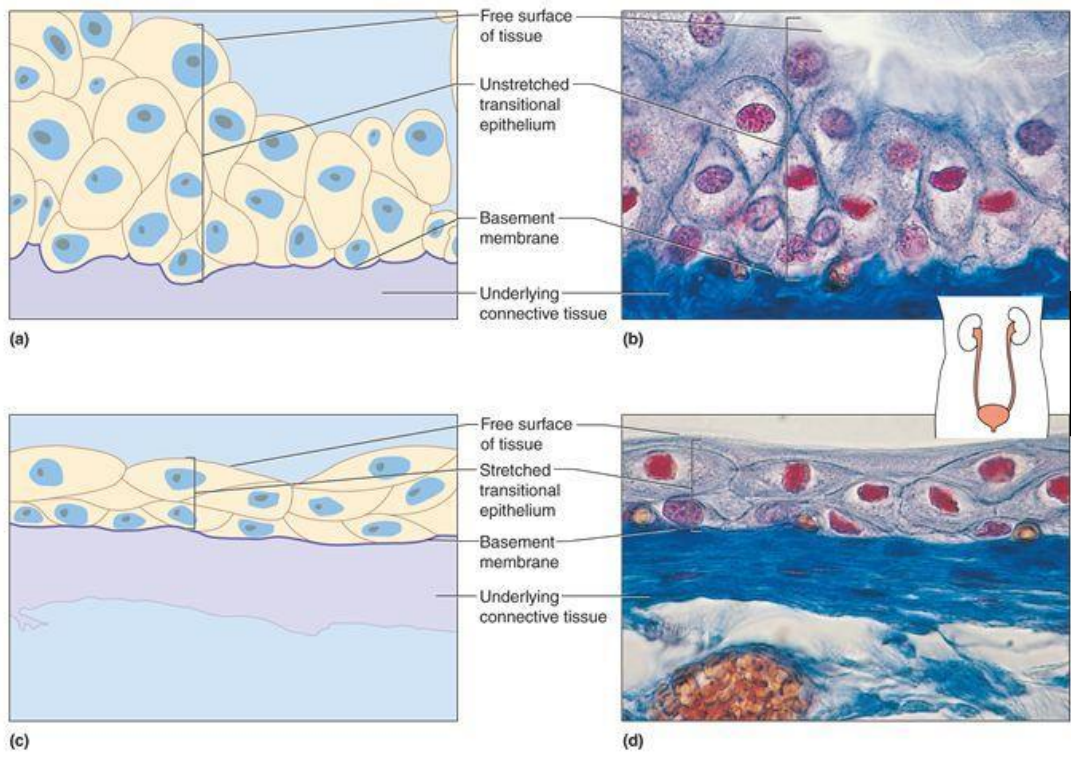 Free surface
of tissue
Unstretched
transitional
epithelium
Basement
membrane
Underlying
connective tissue
(a)
(b)
Free surface
of tissue
Stretched
transitional
epithelium
Basement
membrane
Underlying
connective tissue
(c)
(d)